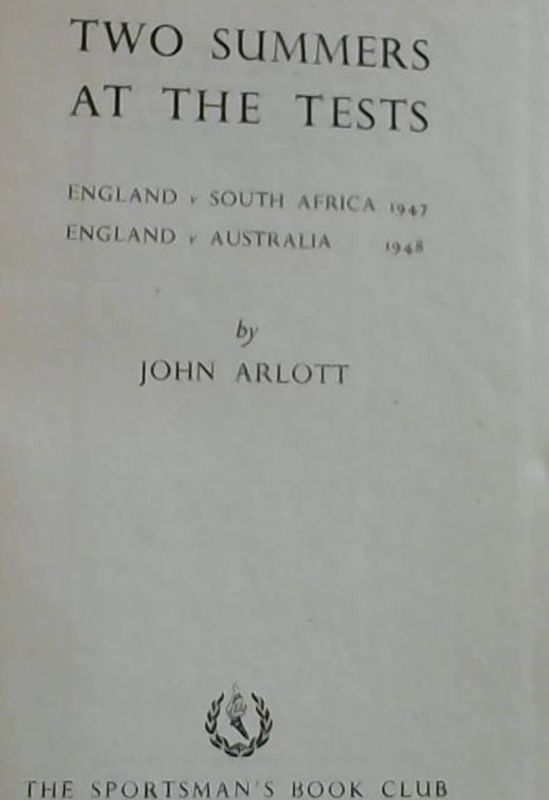 TWO SUMMERS
AT THE TESTS
ENGLAND v SOUTH AFRICA 1947
ENGLAND v AUSTRALIA 1948
by
JOHN ARLOTT
THE SPORTSMAN'S BOOK CLUB